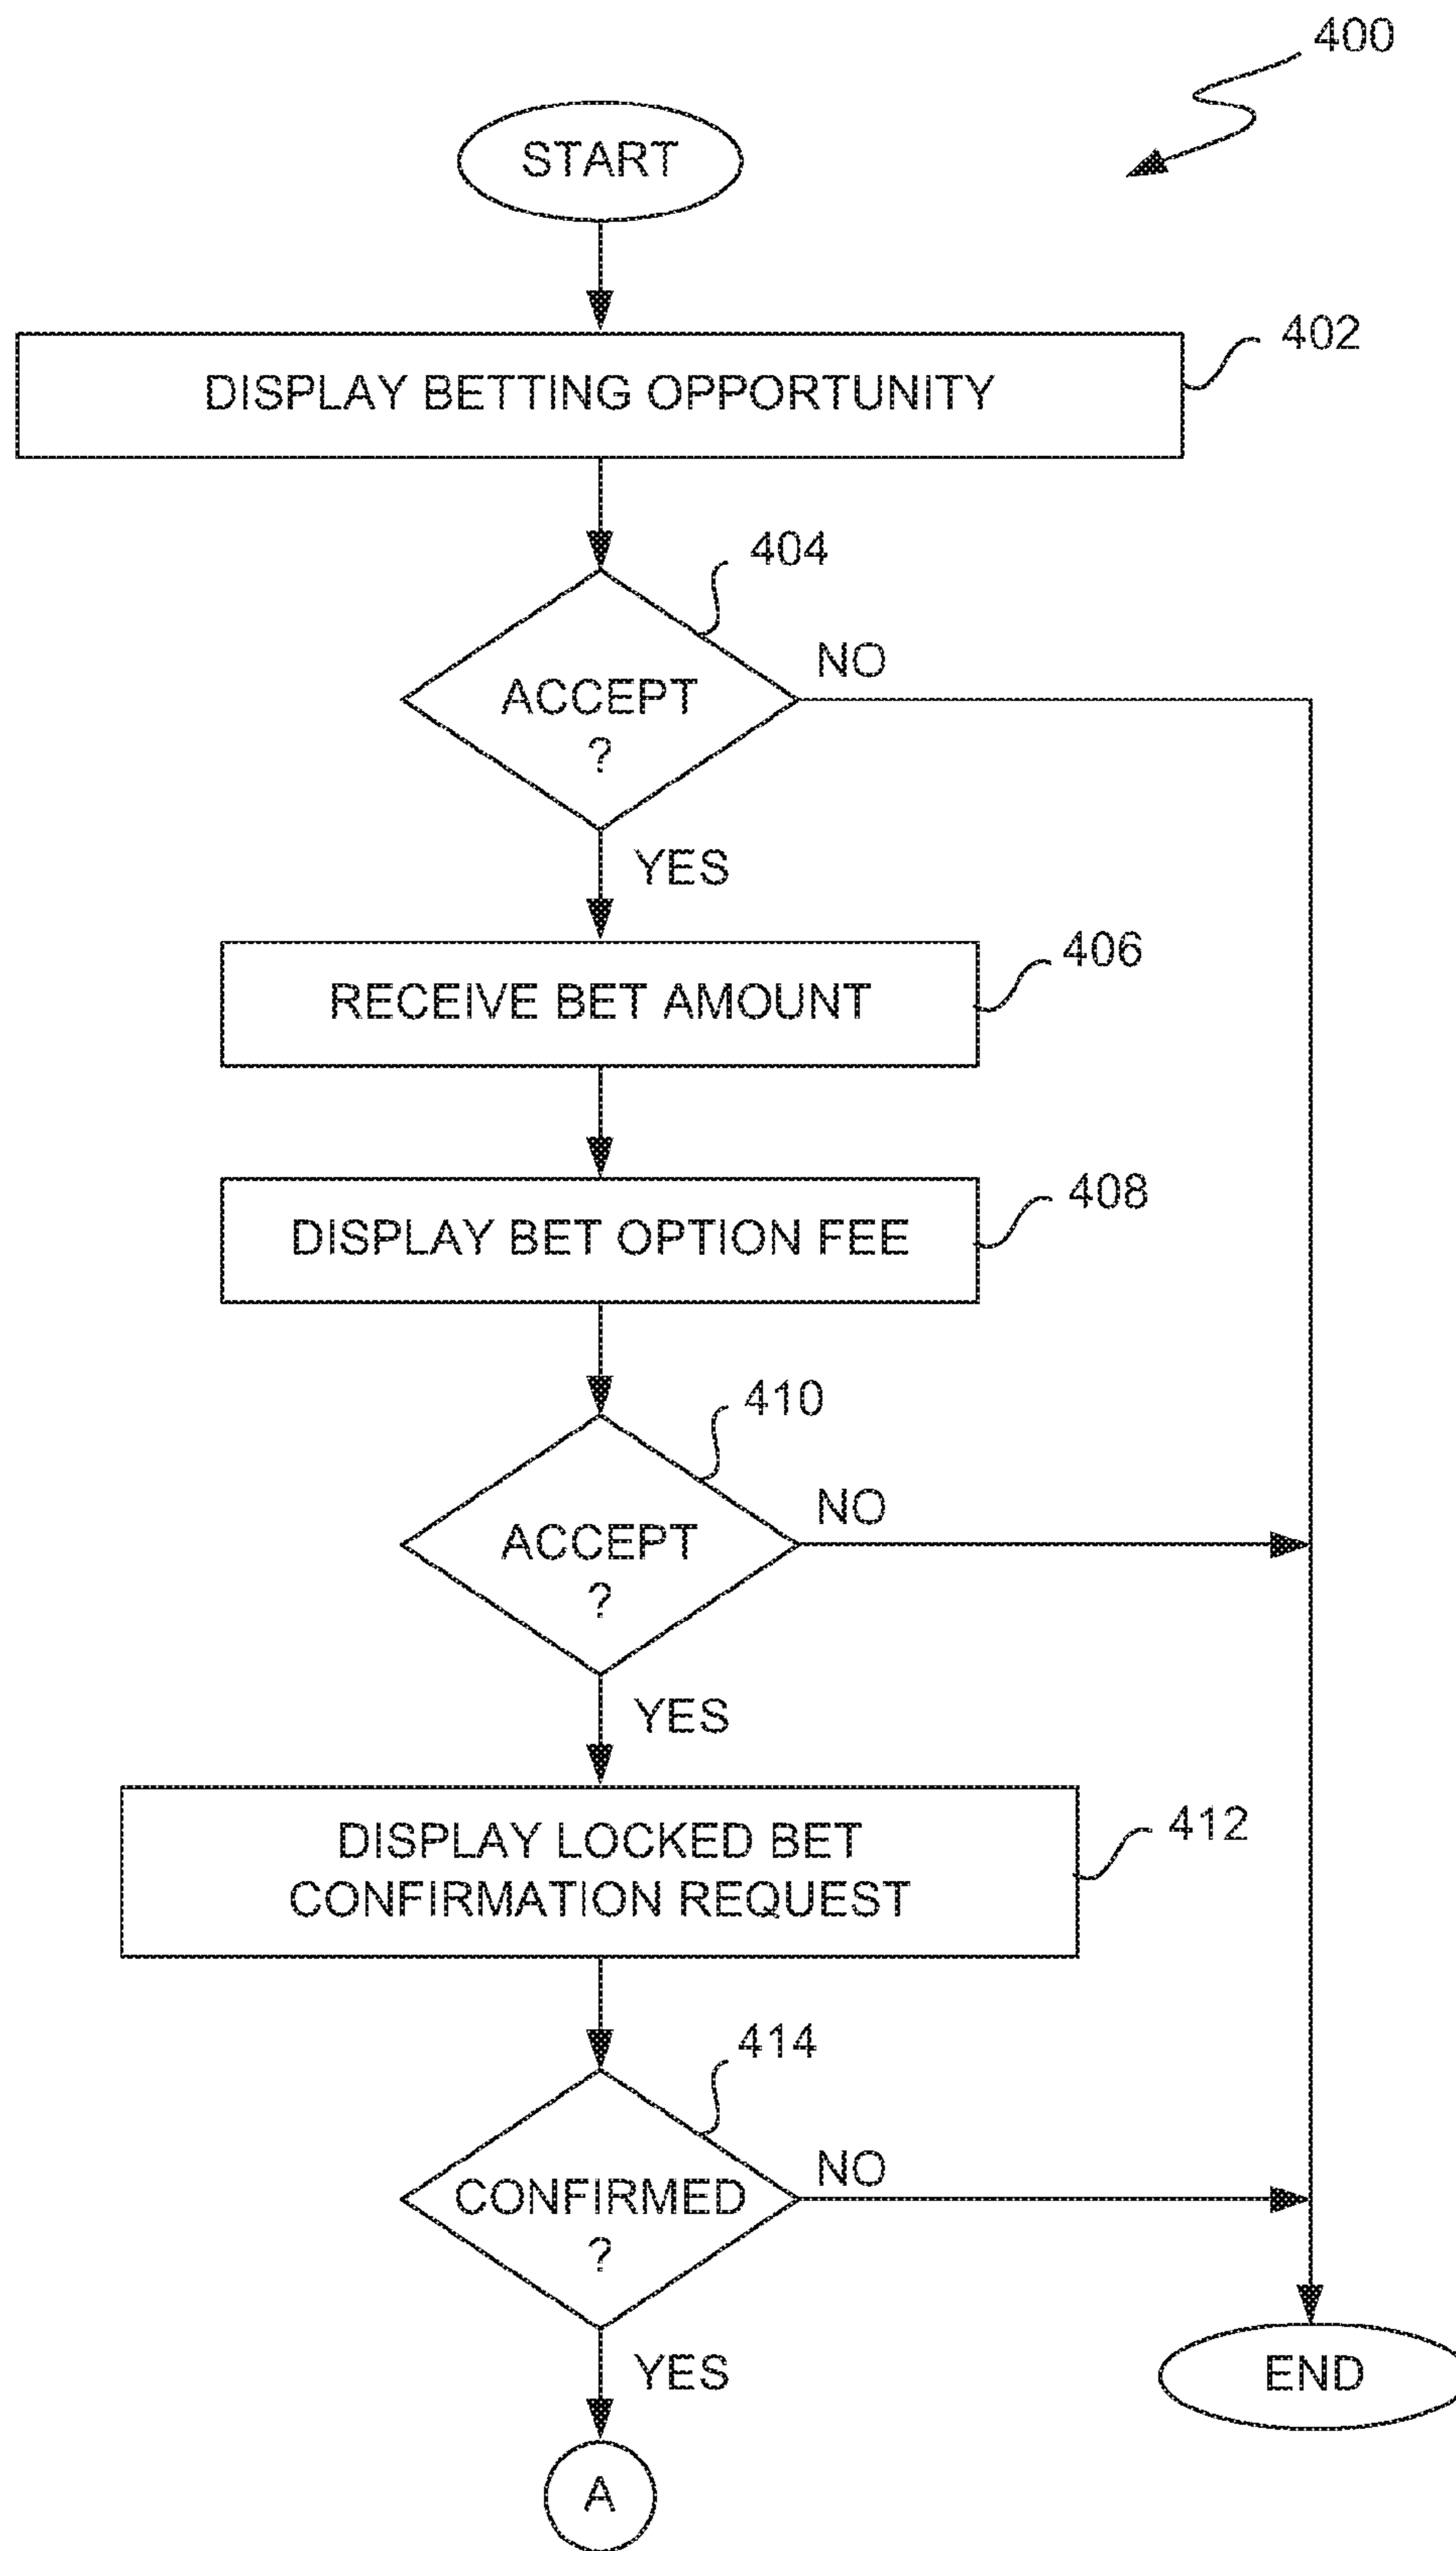 400
START
402
DISPLAY BETTING OPPORTUNITY
404
NO
ACCEPT
?
YES
406
RECEIVE BET AMOUNT
408
DISPLAY BET OPTION FEE
410
NO
ACCEPT
?
YES
412
DISPLAY LOCKED BET
CONFIRMATION REQUEST
414
NO
CONFIRMED
?
YES
END
A